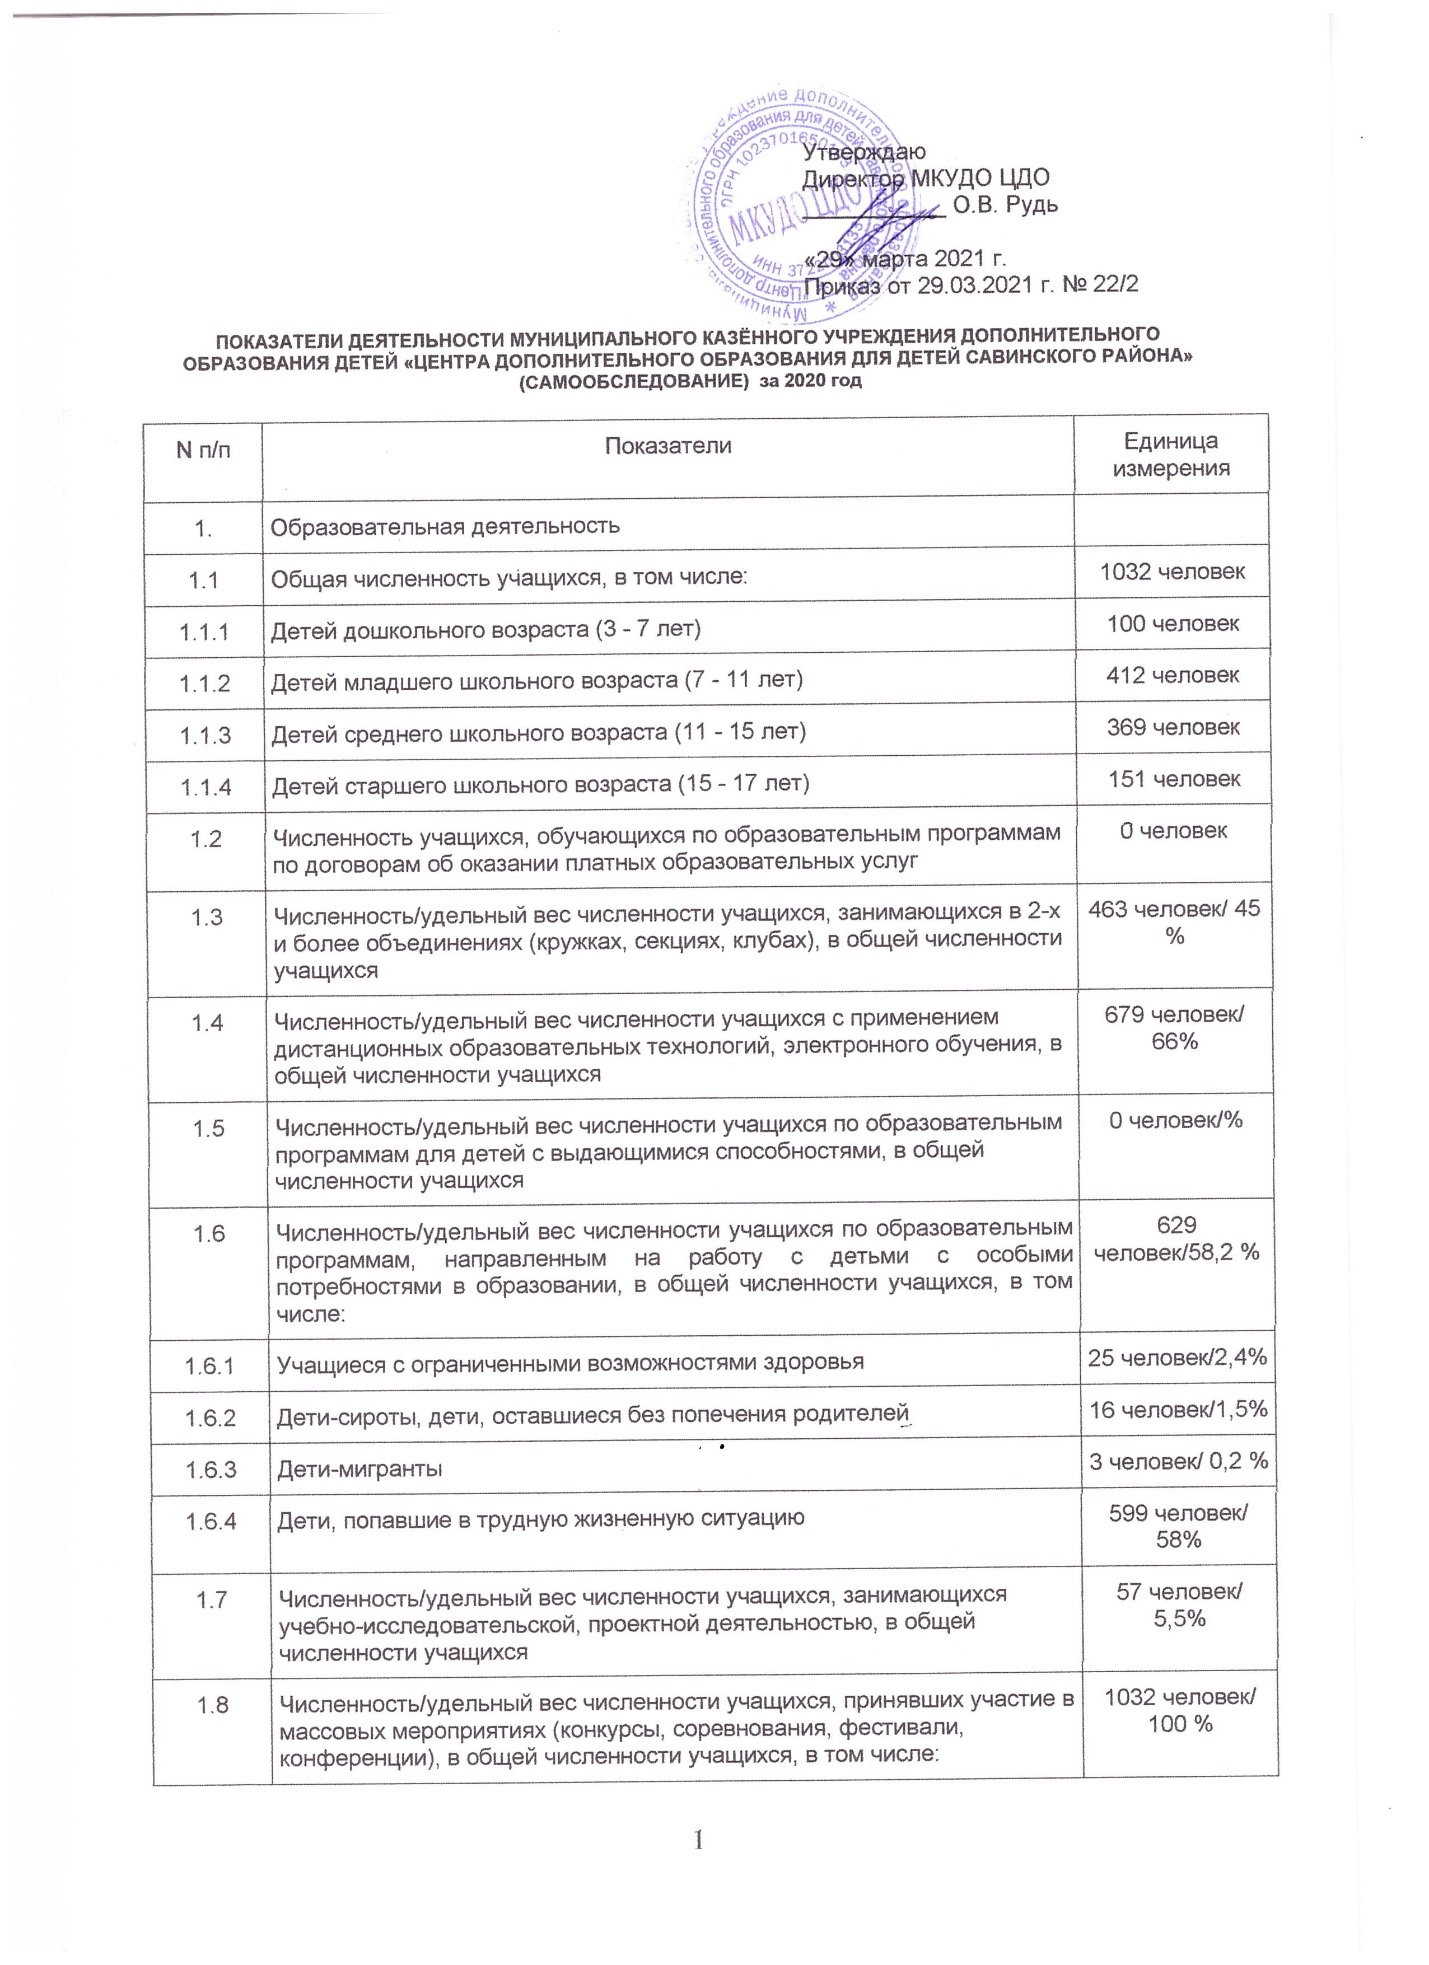 Утверждаю
Директор МКУДО ЦДО
О.В. Рудь
«29» марта 2021 г.
Приказ от 29.03.2021 г. № 22/2
МКУДО ЦДО
ПОКАЗАТЕЛИ ДЕЯТЕЛЬНОСТИ МУНИЦИПАЛЬНОГО КАЗЁННОГО УЧРЕЖДЕНИЯ ДОПОЛНИТЕЛЬНОГО
ОБРАЗОВАНИЯ ДЕТЕЙ «ЦЕНТРА ДОПОЛНИТЕЛЬНОГО ОБРАЗОВАНИЯ ДЛЯ ДЕТЕЙ САВИНСКОГО РАЙОНА»
(САМООБСЛЕДОВАНИЕ) за 2020 год
N п/п
Показатели
Единица
измерения
1.
Образовательная деятельность
1.1
Общая численность учащихся, в том числе:
1032 человек
1.1.1
Детей дошкольного возраста (3 - 7 лет)
100 человек
1.1.2
Детей младшего школьного возраста (7 - 11 лет)
412 человек
1.1.3
Детей среднего школьного возраста (11 - 15 лет)
369 человек
1.1.4
Детей старшего школьного возраста (15 - 17 лет)
151 человек
1.2
Численность учащихся, обучающихся по образовательным программам
по договорам об оказании платных образовательных услуг
0 человек
1.3
Численность/удельный вес численности учащихся, занимающихся в 2-х
и более объединениях (кружках, секциях, клубах), в общей численности
учащихся
463 человек/ 45
%
1.4
Численность/удельный вес численности учащихся с применением
дистанционных образовательных технологий, электронного обучения, в
общей численности учащихся
679 человек/
66%
1.5
Численность/удельный вес численности учащихся по образовательным
программам для детей с выдающимися способностями, в общей
численности учащихся
0 человек/%
1.6
Численность/удельный вес численности учащихся по образовательным
программам, направленным на работу с детьми с особыми
потребностями в образовании, в общей численности учащихся, в том
числе:
629
человек/58,2 %
1.6.1
Учащиеся с ограниченными возможностями здоровья
25 человек/2,4%
1.6.2
Дети-сироты, дети, оставшиеся без попечения родителей
16 человек/1,5%
1.6.3
Дети-мигранты
3 человек/ 0,2 %
1.6.4
Дети, попавшие в трудную жизненную ситуацию
599 человек/
58%
1.7
Численность/удельный вес численности учащихся, занимающихся
учебно-исследовательской, проектной деятельностью, в общей
численности учащихся
57 человек/
5,5%
1.8
Численность/удельный вес численности учащихся, принявших участие в
массовых мероприятиях (конкурсы, соревнования, фестивали,
конференции), в общей численности учащихся, в том числе:
1032 человек/
100 %
1